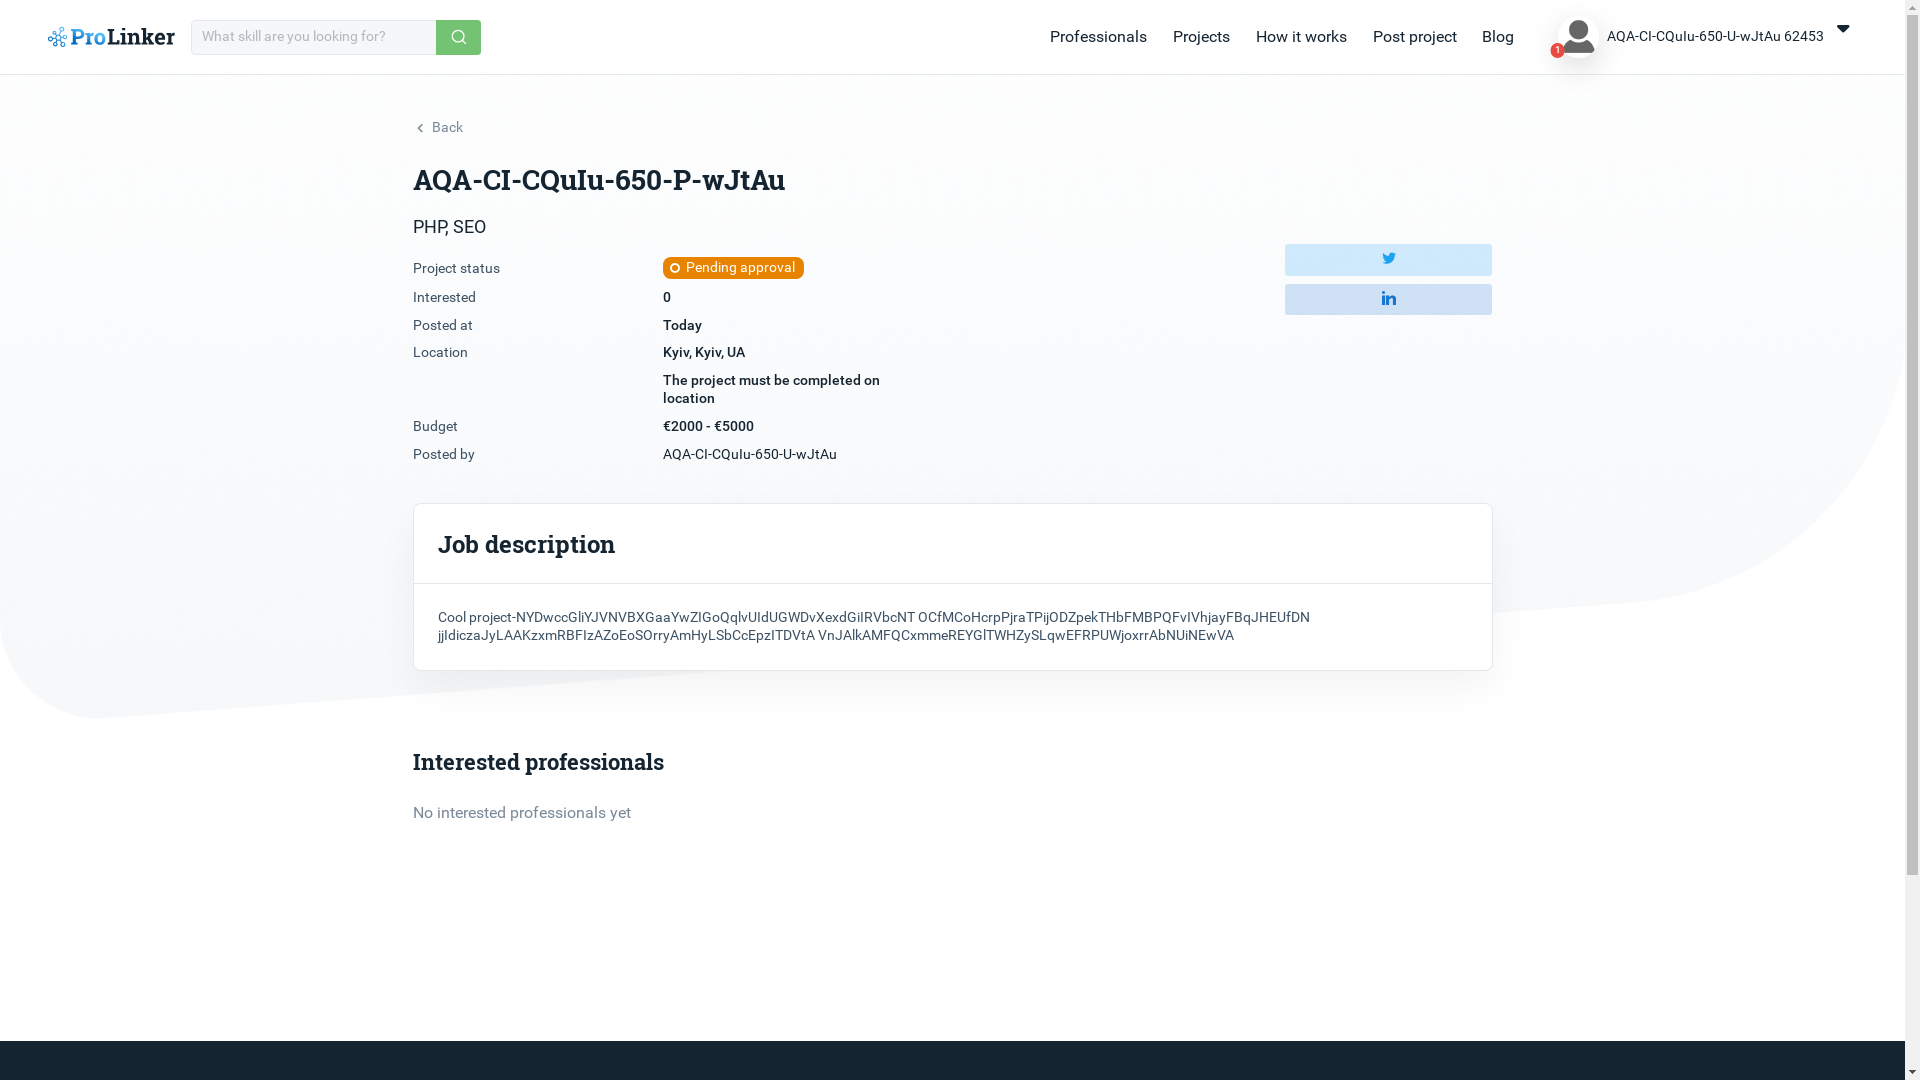 ProLinker
What skill are you looking for?
Professionals
Projects
How it works
Post project
Blog
1
AQA-CI-CQuIu-650-U-wJtAu 62453
Back
AQA-CI-CQuIu-650-P-wJtAu
PHP, SEO
Project status
Pending approval
Interested
0
Posted at
Today
Location
Kyiv, Kyiv, UA
The project must be completed on
location
Budget
€2000 - €5000
Posted by
AQA-CI-CQuIu-650-U-wJtAu
Job description
Cool project-NYDwccGliYJVNVBXGaaYwZIGoQqlvUIdUGWDvXexdGiIRVbcNT OCfMCoHcrpPjraTPijODZpekTHbFMBPQFvIVhjayFBqJHEUfDN
jjIdiczaJyLAAKzxmRBFIzAZoEoSOrryAmHyLSbCcEpzITDVtA VnJAlkAMFQCxmmeREYGlTWHZySLqwEFRPUWjoxrrAbNUiNEwVA
Interested professionals
No interested professionals yet